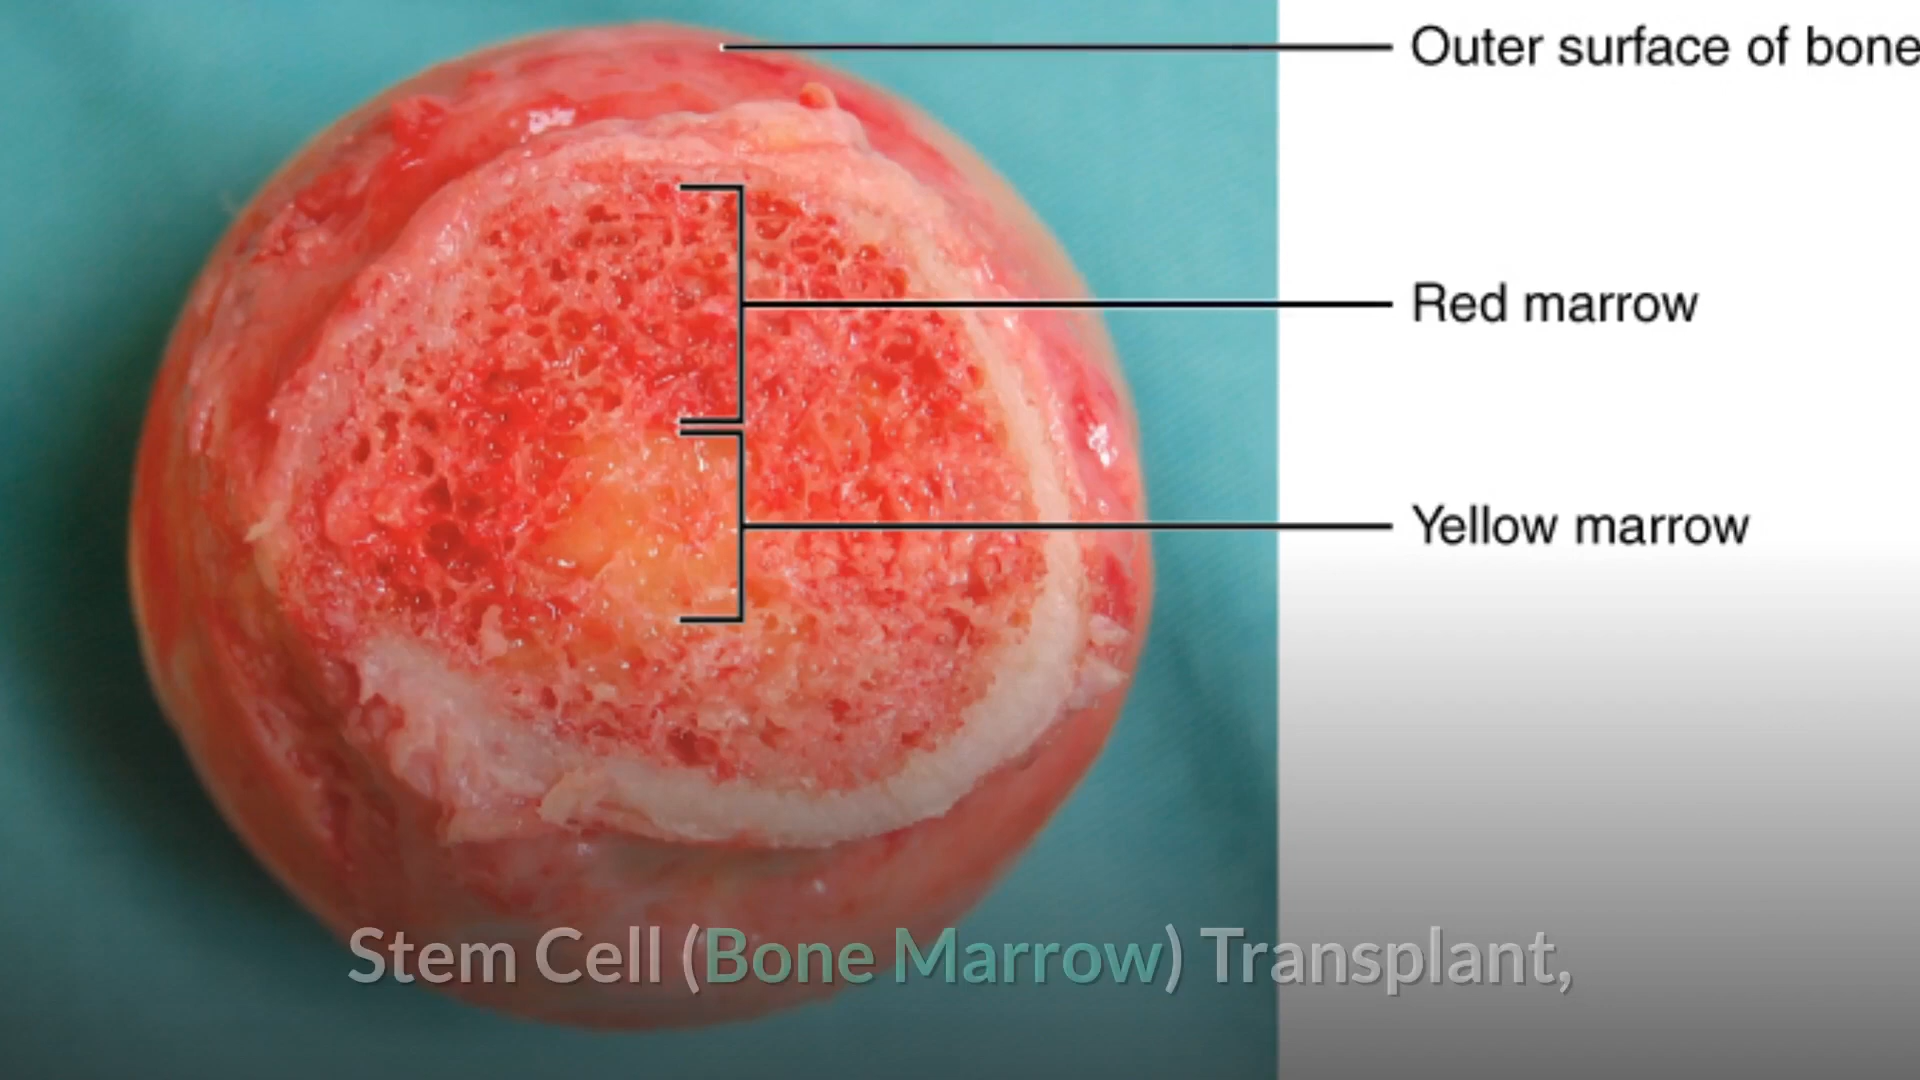 Outer surface of bone
Red marrow
Yellow marrow
Stem Cell (Bone Marrow) Transplant,